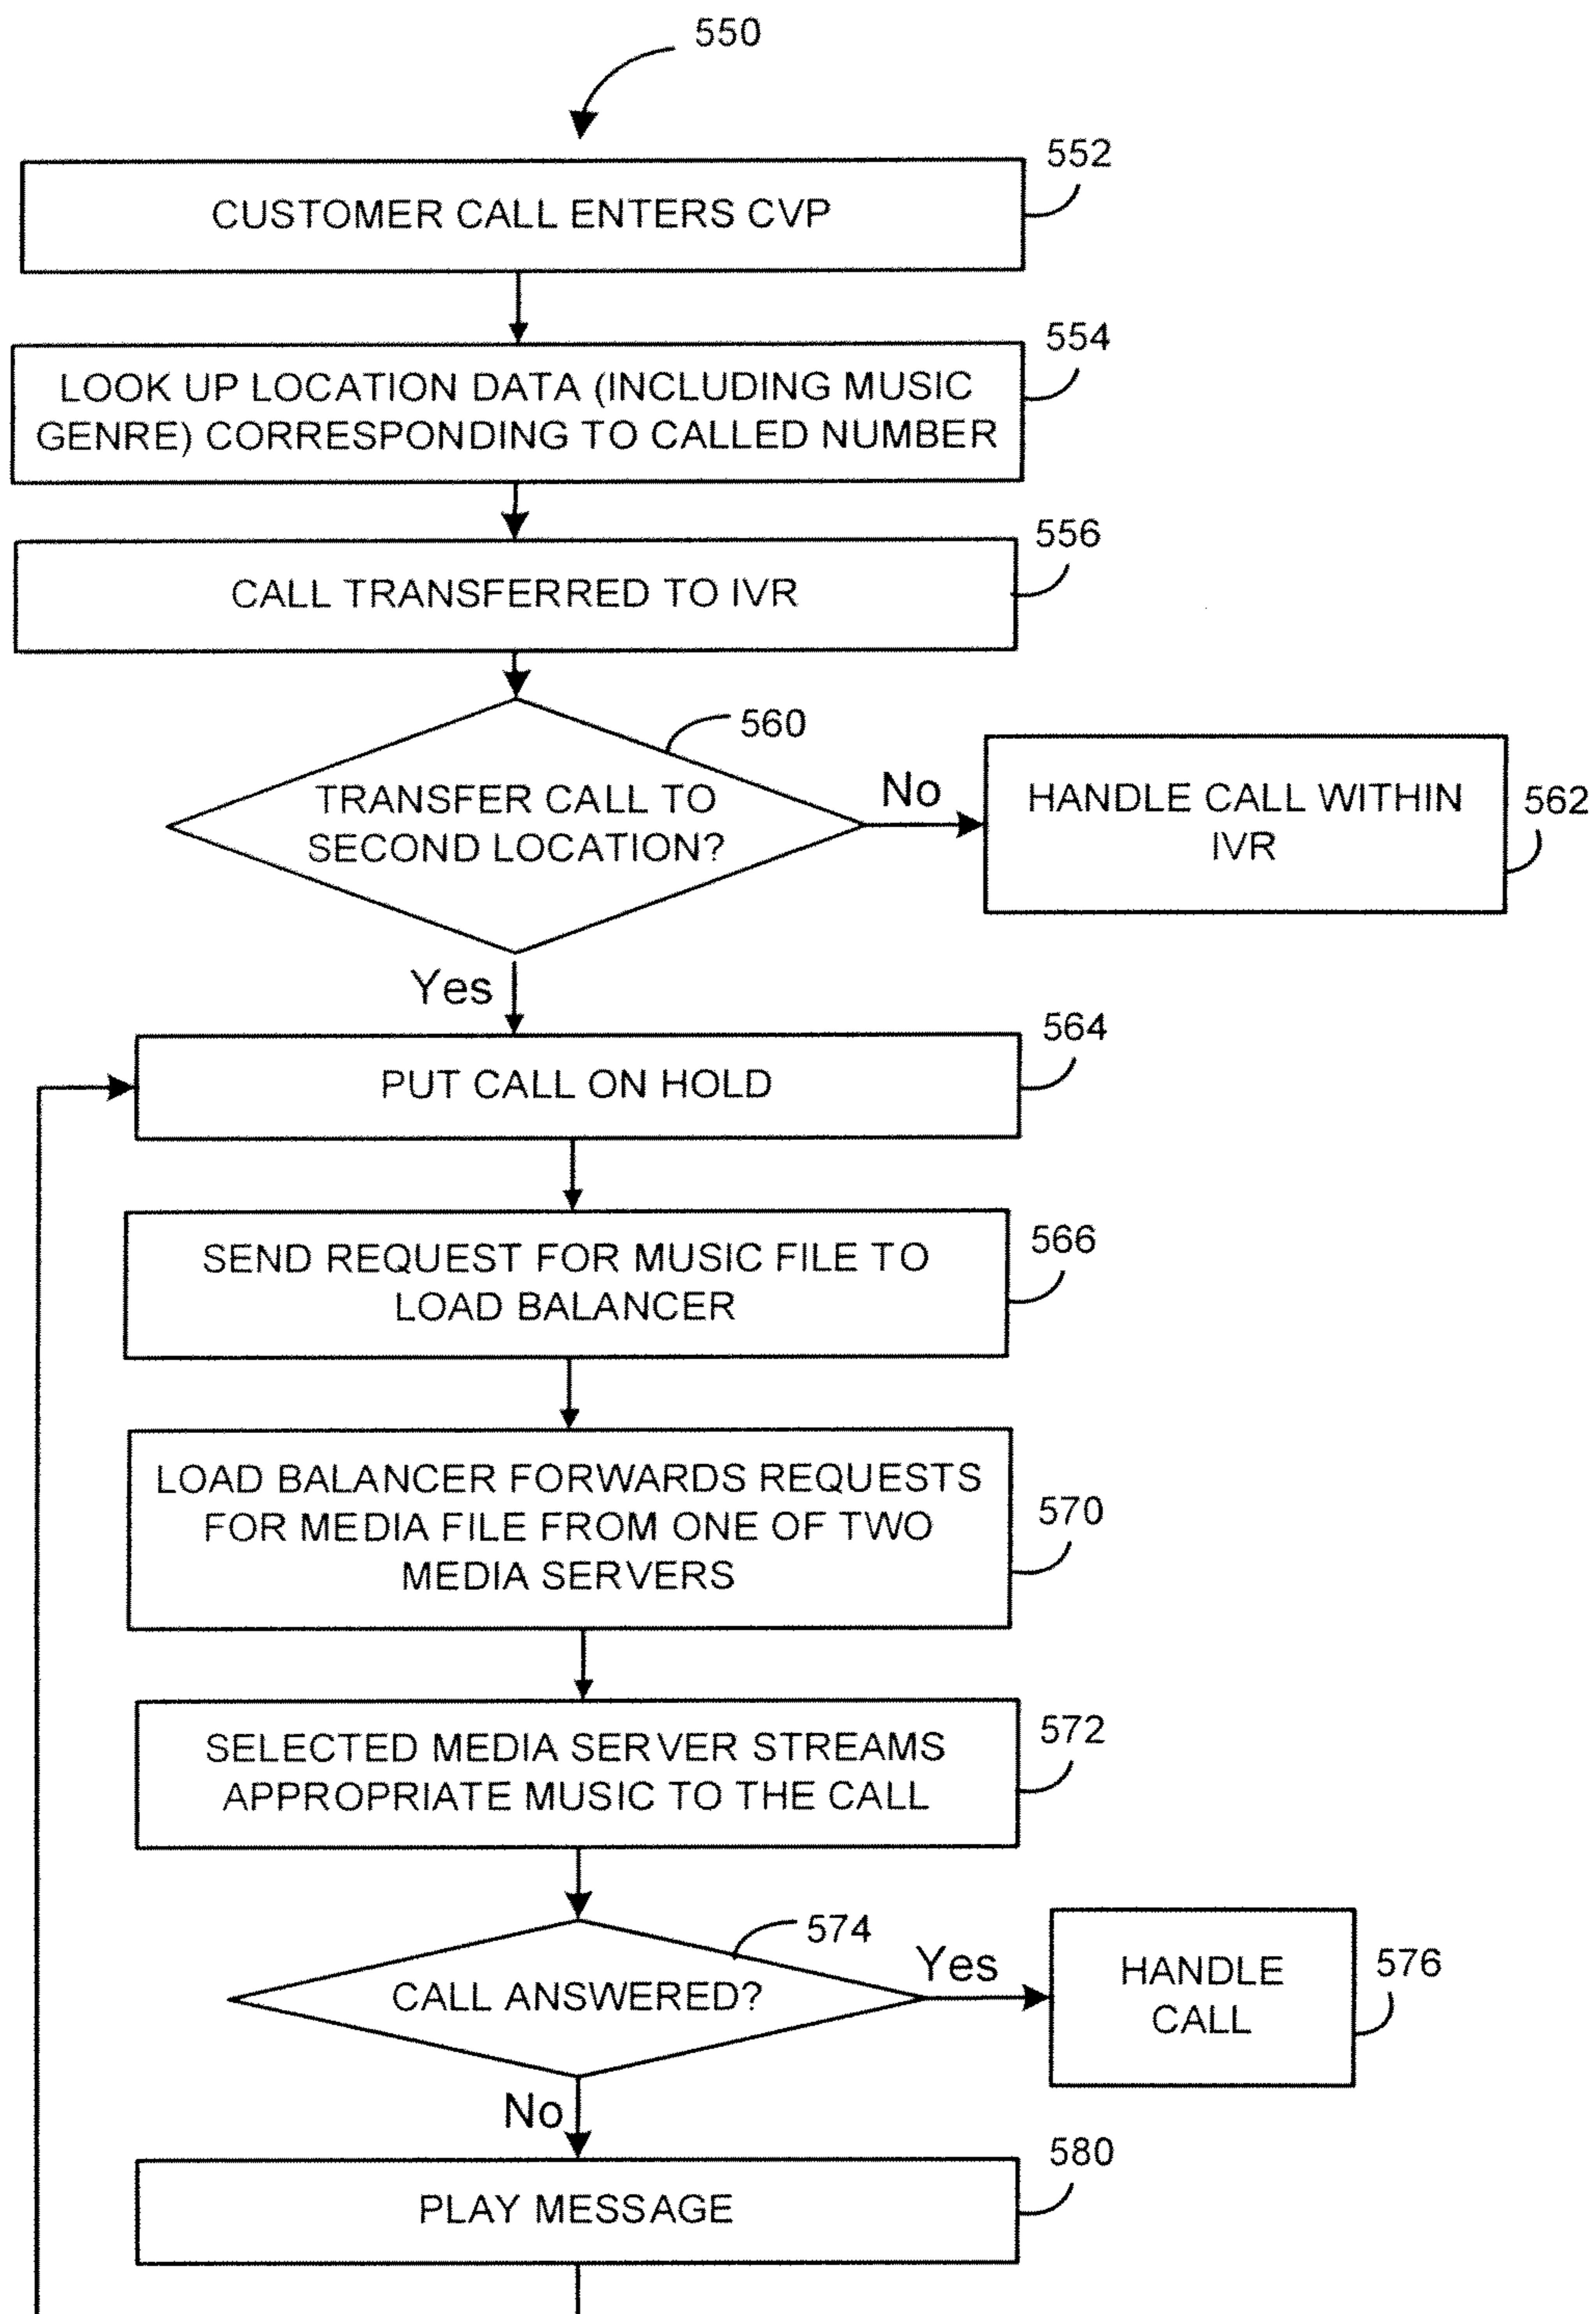 550
552
CUSTOMER CALL ENTERS CVP
554
LOOK UP LOCATION DATA (INCLUDING MUSIC
GENRE) CORRESPONDING TO CALLED NUMBER
556
CALL TRANSFERRED TO IVR
560
TRANSFER CALL TO
SECOND LOCATION?
No
HANDLE CALL WITHIN
IVR
562
Yes
564
PUT CALL ON HOLD
566
SEND REQUEST FOR MUSIC FILE TO
LOAD BALANCER
LOAD BALANCER FORWARDS REQUESTS
FOR MEDIA FILE FROM ONE OF TWO
MEDIA SERVERS
570
572
SELECTED MEDIA SERVER STREAMS
APPROPRIATE MUSIC TO THE CALL
574
CALL ANSWERED?
Yes
HANDLE
CALL
576
No
580
PLAY MESSAGE